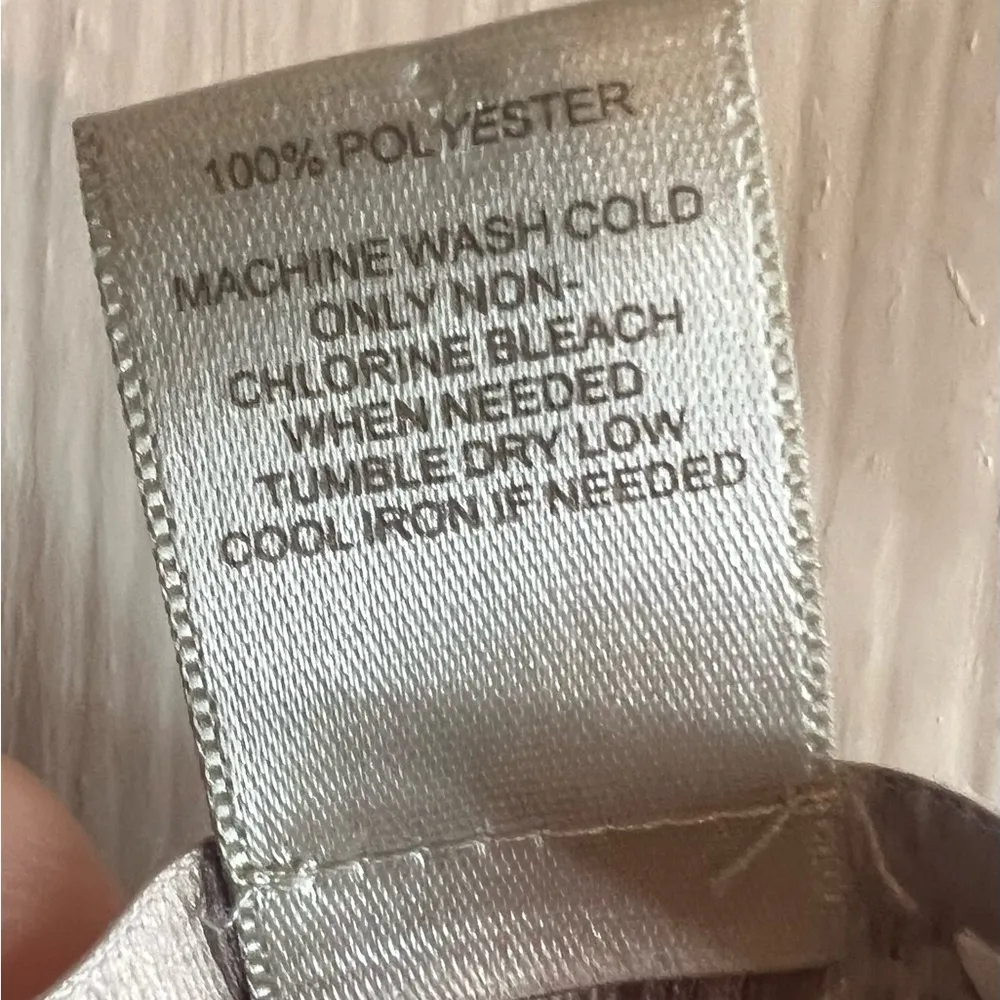 100% POLYESTER
MACHINE WASH COLD
ONLY NON-
CHLORINE BLEACH
WHEN NEEDED
TUMBLE DRY LOW
COOL IRON IF NEEDED